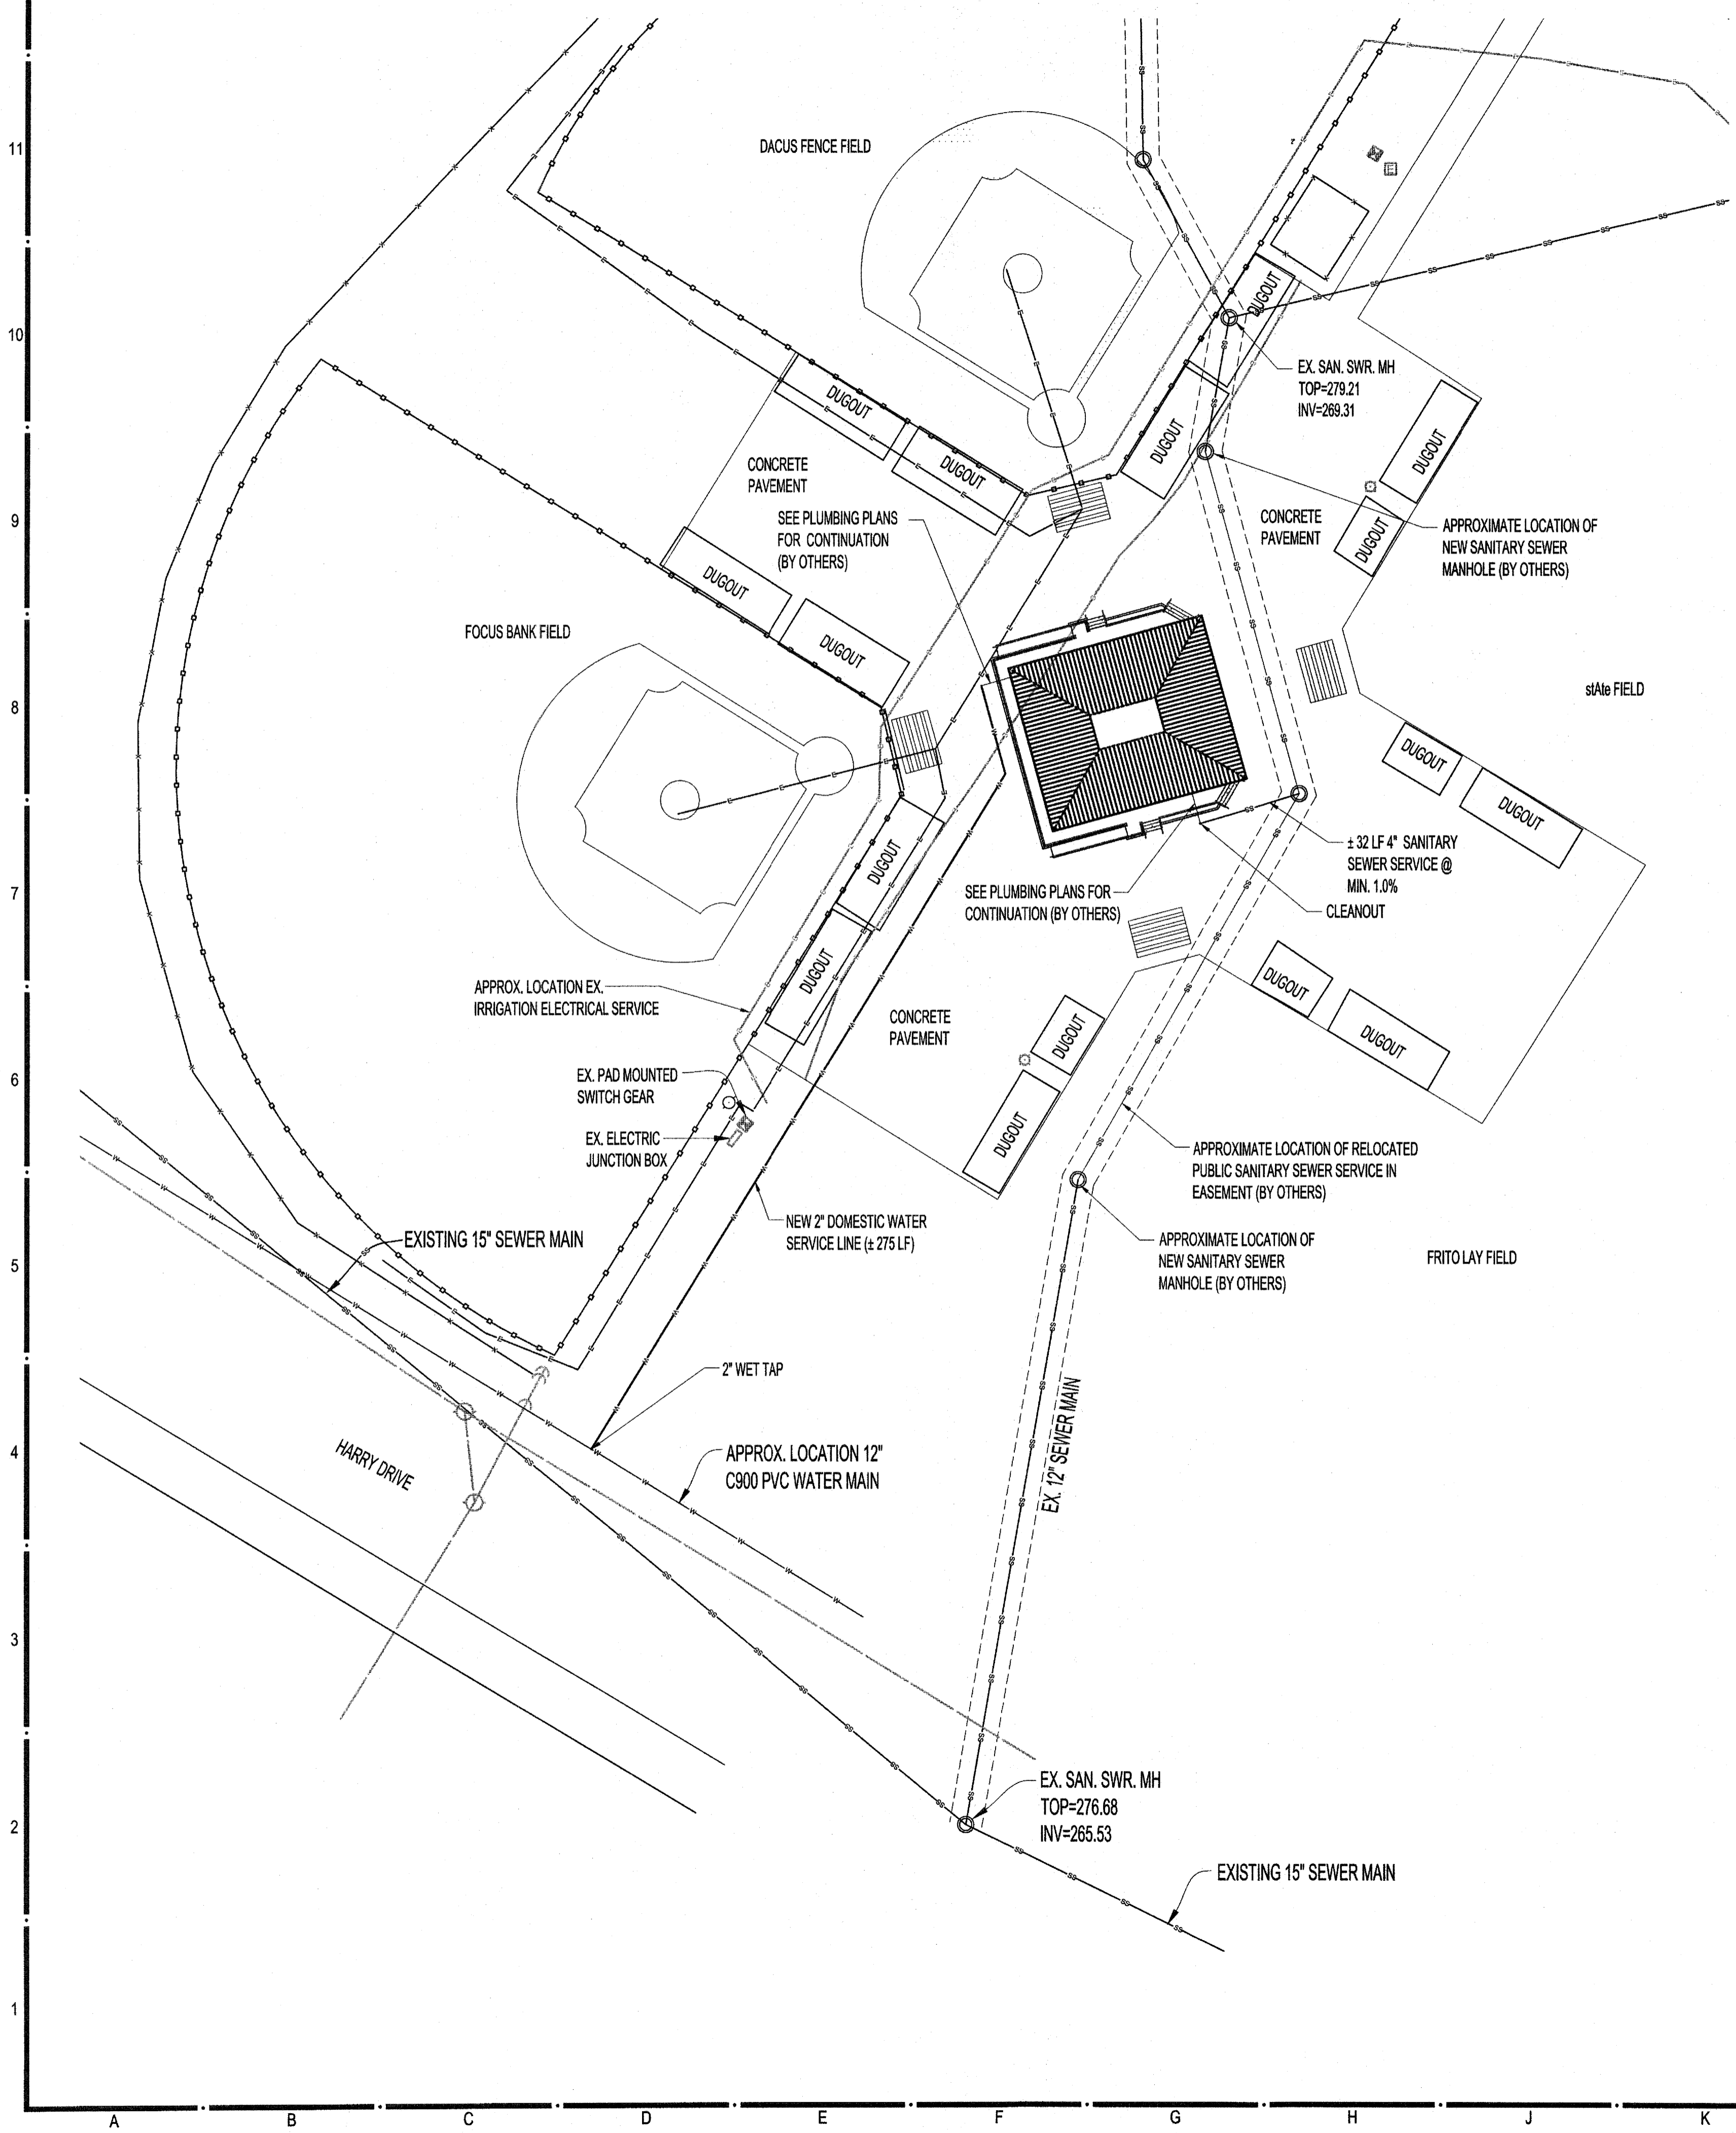 DACUS FENCE FIELD
DUGOUT
EX. SAN. SWR. MH
TOP=279.21
INV=269.31
DUGOUT
DUGOUT
DUGOUT
DUGOUT
CONCRETE
PAVEMENT
SEE PLUMBING PLANS
FOR CONTINUATION
(BY OTHERS)
CONCRETE
PAVEMENT
DUGOUT
APPROXIMATE LOCATION OF
NEW SANITARY SEWER
MANHOLE (BY OTHERS)
DUGOUT
DUGOUT
FOCUS BANK FIELD
stAte FIELD
DUGOUT
DUGOUT
± 32 LF 4" SANITARY
SEWER SERVICE @
MIN. 1.0%
CLEANOUT
SEE PLUMBING PLANS FOR
CONTINUATION (BY OTHERS)
DUGOUT
DUGOUT
APPROX. LOCATION EX.
IRRIGATION ELECTRICAL SERVICE
CONCRETE
PAVEMENT
DUGOUT
DUGOUT
DUGOUT
DUGOUT
EX. PAD MOUNTED
SWITCH GEAR
EX. ELECTRIC
JUNCTION BOX
APPROXIMATE LOCATION OF RELOCATED
PUBLIC SANITARY SEWER SERVICE IN
EASEMENT (BY OTHERS)
NEW 2" DOMESTIC WATER
SERVICE LINE (± 275 LF)
EXISTING 15" SEWER MAIN
APPROXIMATE LOCATION OF
NEW SANITARY SEWER
MANHOLE (BY OTHERS)
FRITO LAY FIELD
2" WET TAP
EX. 12" SEWER MAIN
HARRY DRIVE
APPROX. LOCATION 12"
C900 PVC WATER MAIN
EX. SAN. SWR. MH
TOP=276.68
INV=265.53
EXISTING 15" SEWER MAIN
11
10
9
8
7
6
5
4
3
2
1
A B C D E F G H J K